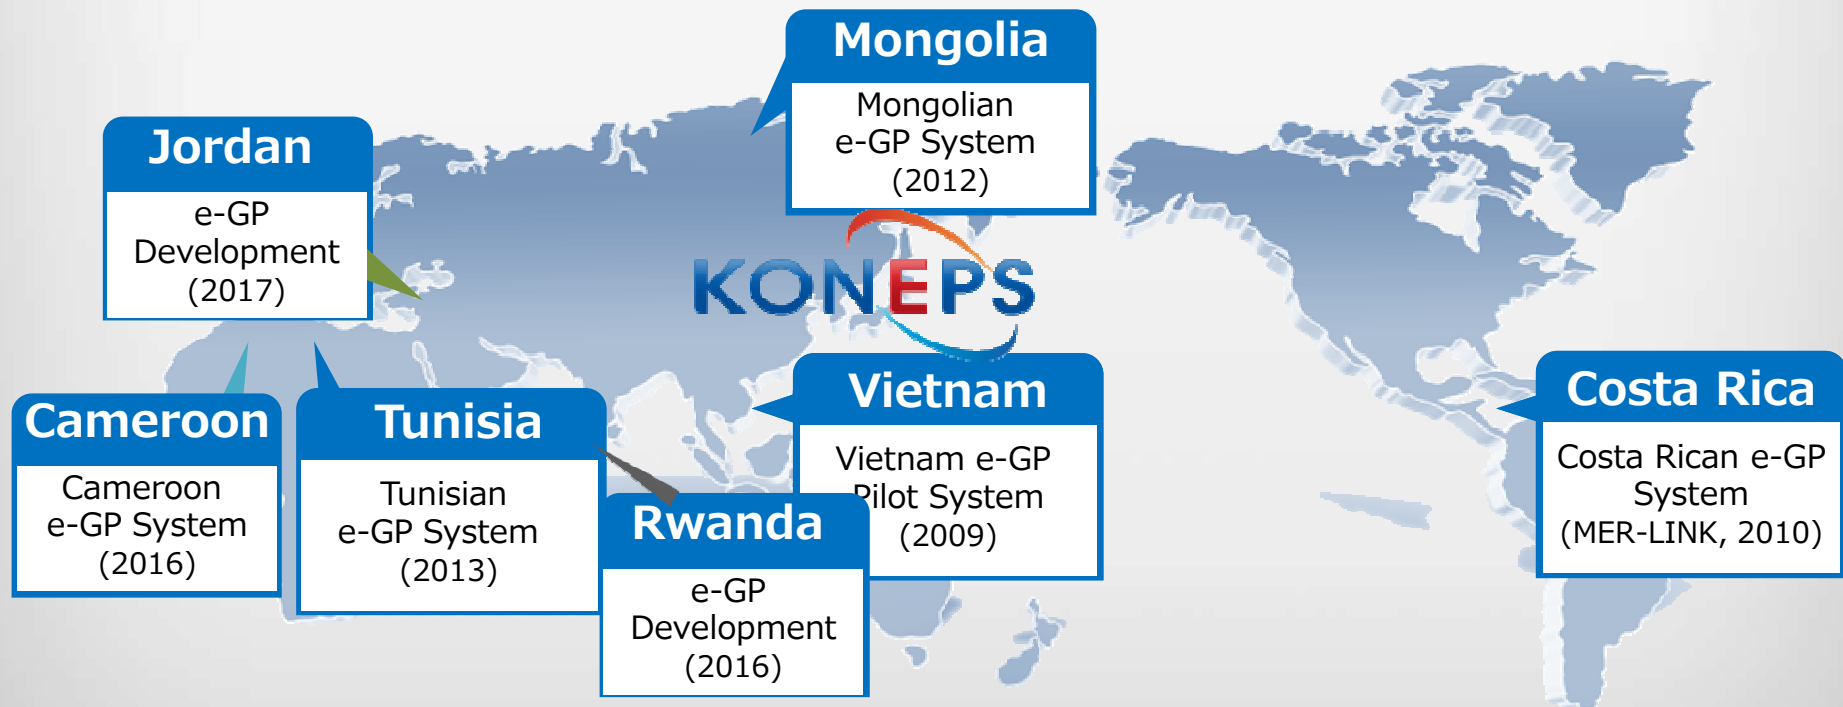 Mongolia
Mongolian
e-GP System
(2012)
Jordan
e-GP
Development
(2017)
KONEPS
Cameroon
Cameroon
e-GP System
(2016)
Tunisia
Tunisian
e-GP System
(2013)
Vietnam
Vietnam e-GP
Pilot System
(2009)
Rwanda
e-GP
Development
(2016)
Costa Rica
Costa Rican e-GP
System
(MER-LINK, 2010)